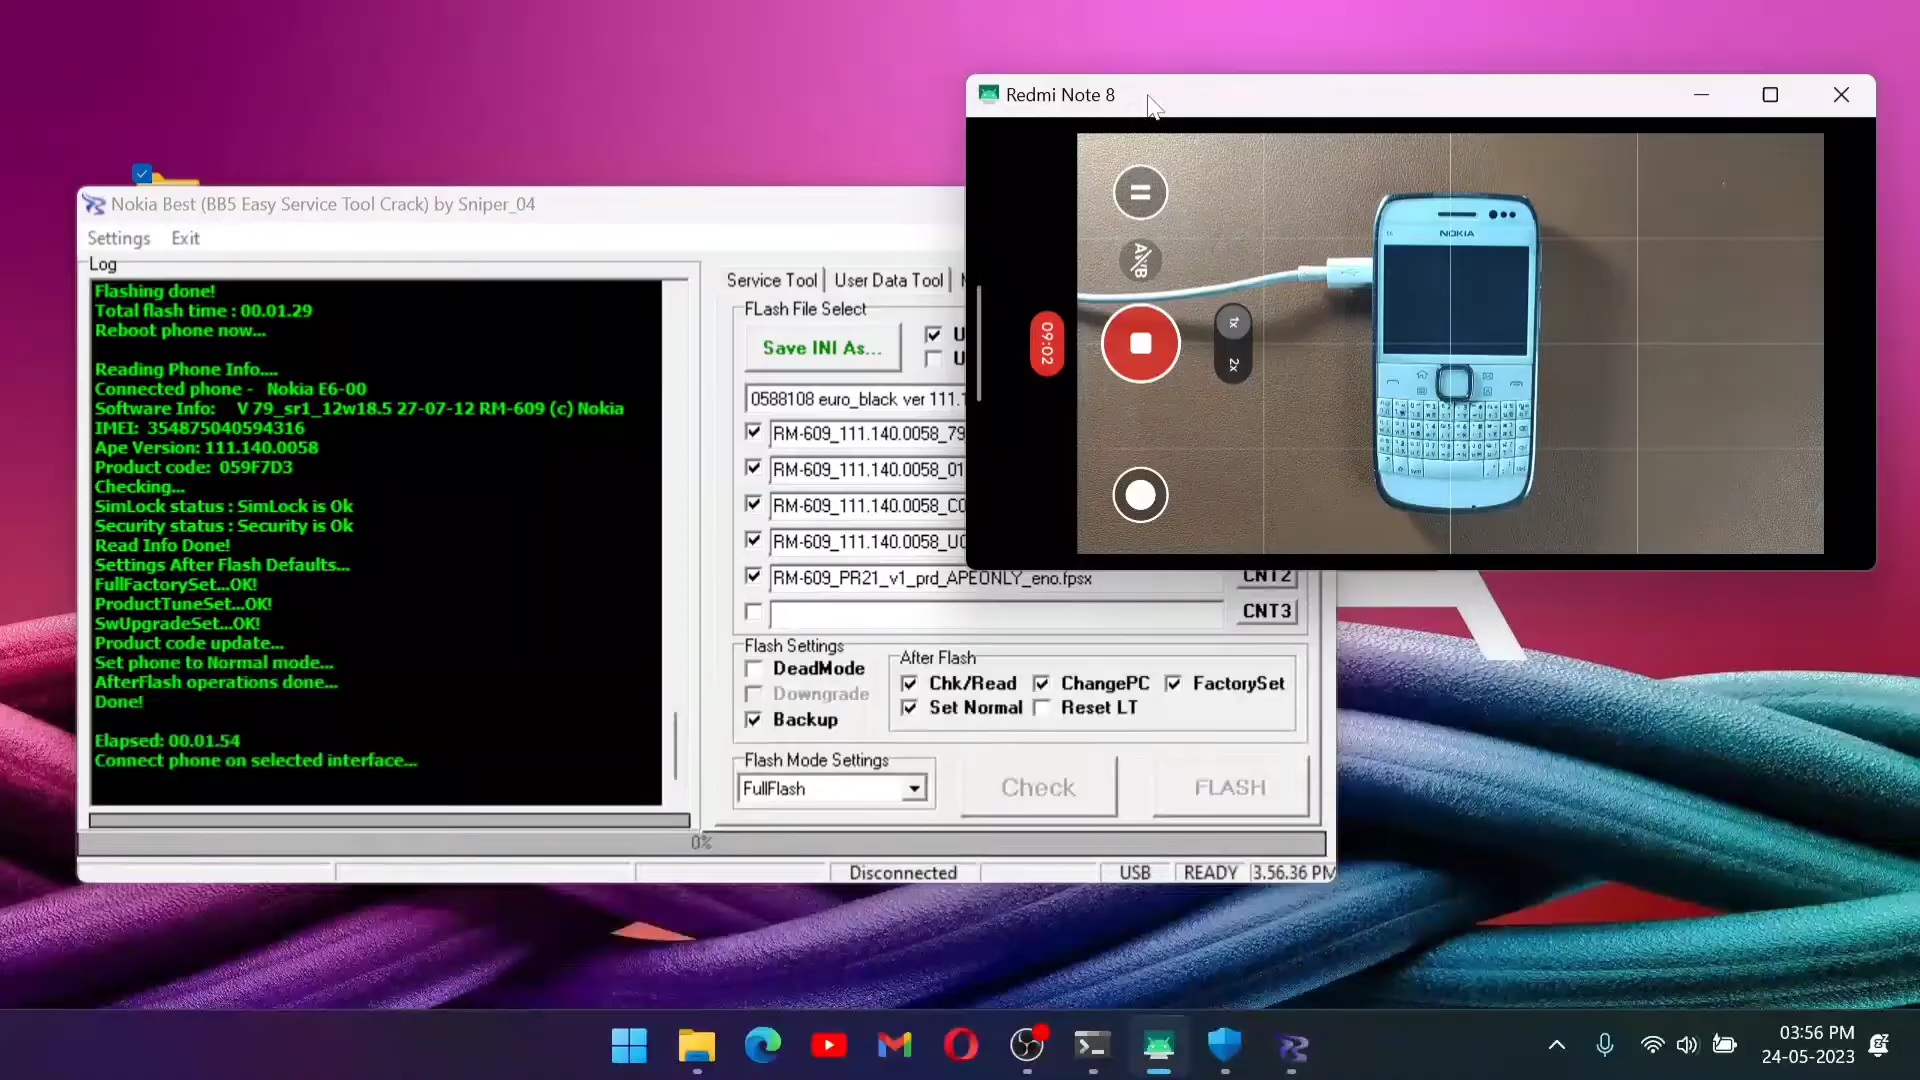 Redmi Note 8
09:02
1x
2x
NOKIA
E6
Nokia Best (BB5 Easy Service Tool Crack) by Sniper_04
Settings Exit
Log
Flashing done!
Total flash time : 00.01.29
Reboot phone now...
Reading Phone Info....
Connected phone - Nokia E6-00
Software Info: V 79_sr1_12w18.5 27-07-12 RM-609 (c) Nokia
IMEI: 354875040594316
Ape Version: 111.140.0058
Product code: 059F7D3
Checking...
SimLock status : SimLock is Ok
Security status : Security is Ok
Read Info Done!
Settings After Flash Defaults...
FullFactorySet...OK!
ProductTuneSet...OK!
SwUpgradeSet...OK!
Product code update...
Set phone to Normal mode...
AfterFlash operations done...
Done!
Elapsed: 00.01.54
Connect phone on selected interface...
Service Tool User Data Tool
FLash File Select
Save INI As...
U
U
0588108 euro_black ver 111.1
RM-609_111.140.0058_79
RM-609_111.140.0058_01
RM-609_111.140.0058_C0
RM-609_111.140.0058_U0
RM-609_PR21_v1_prd_APEONLY_eno.fpsx CNT2
CNT3
Flash Settings
DeadMode
Downgrade
Backup
After Flash
Chk/Read ChangePC FactorySet
Set Normal Reset LT
Flash Mode Settings
FullFlash
Check FLASH
0%
Disconnected USB READY 3.56.36 PM
03:56 PM
24-05-2023